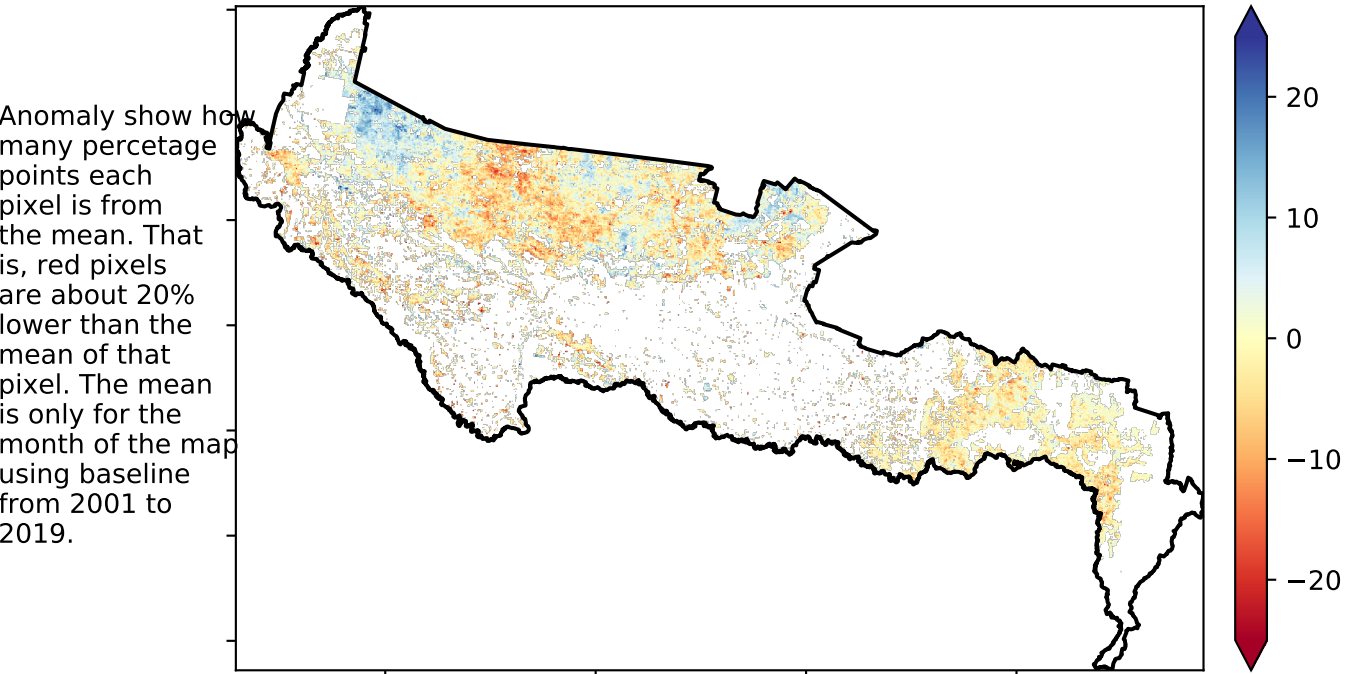 Anomaly show how
many percetage
points each
pixel is from
the mean. That
is, red pixels
are about 20%
lower than the
mean of that
pixel. The mean
is only for the
month of the map
using baseline
from 2001 to
2019.
20
10
0
−10
−20